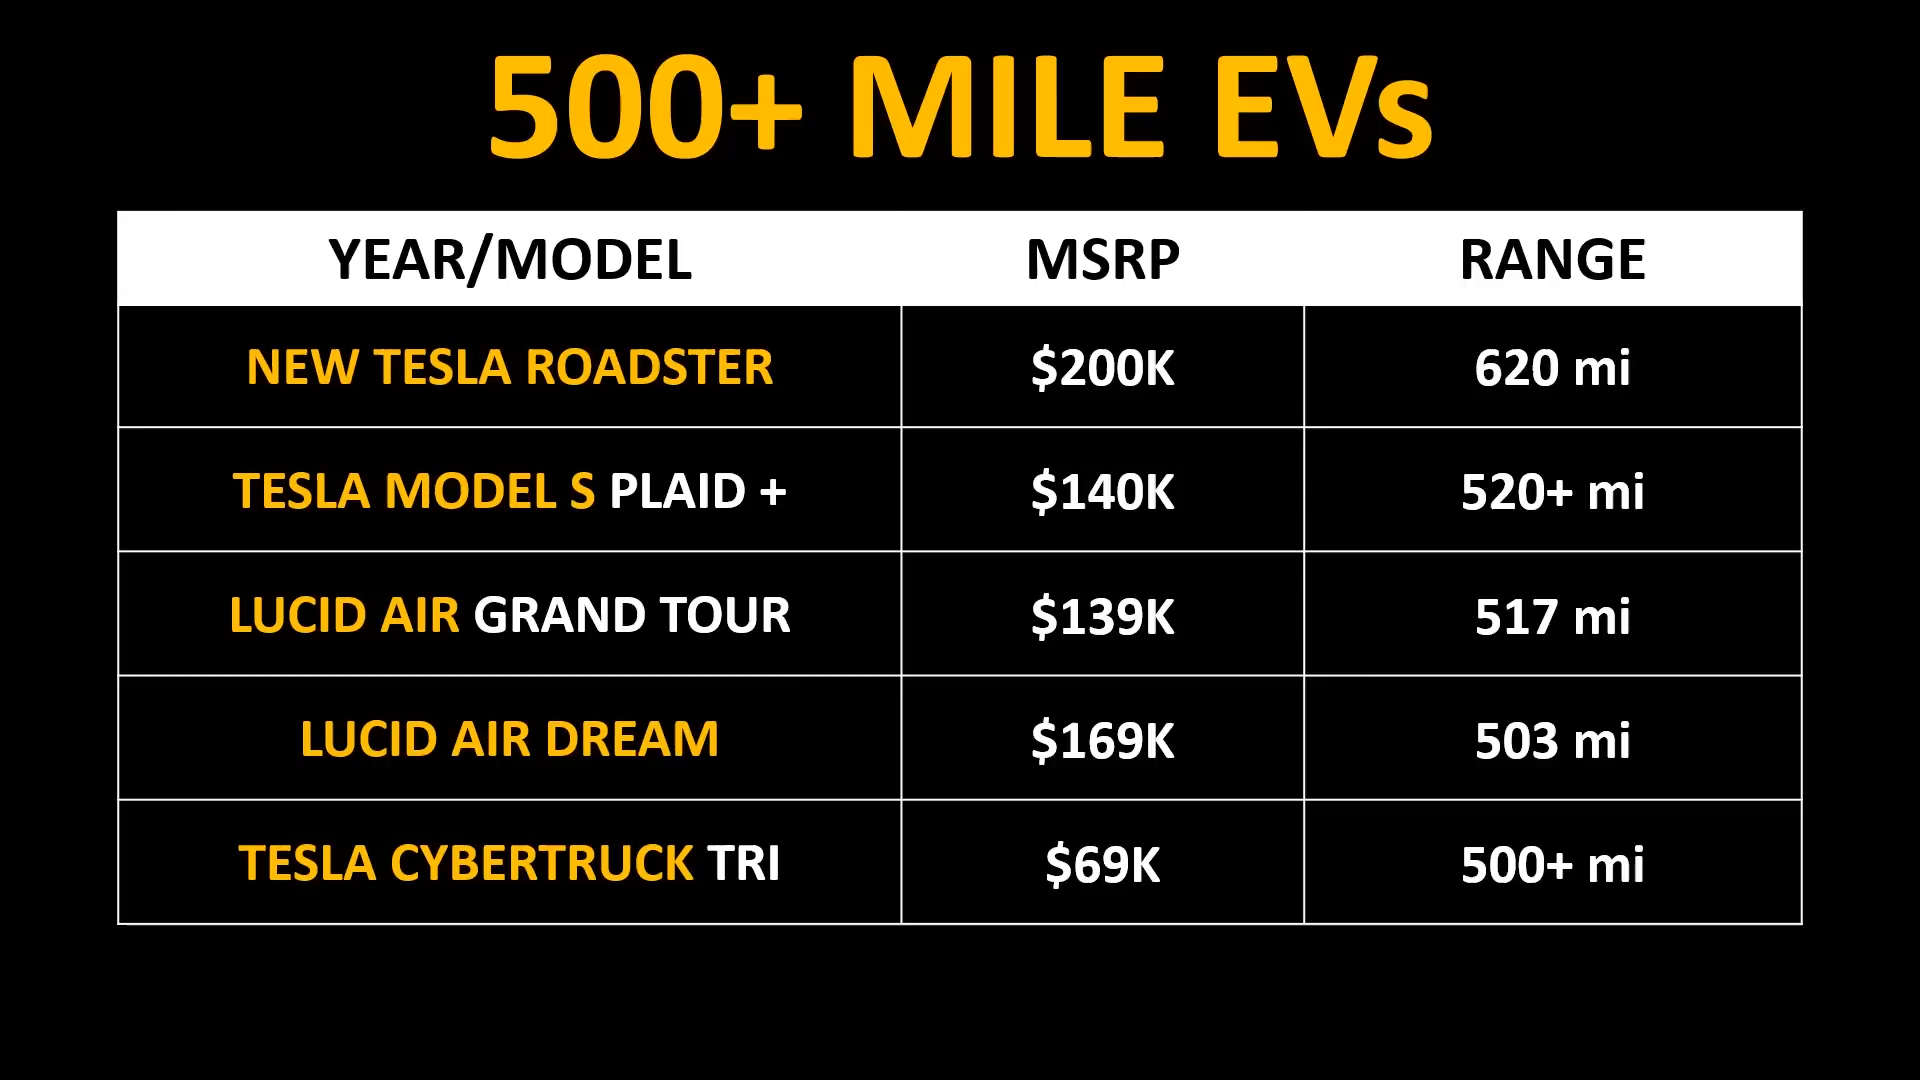 500+ MILE EVs
YEAR/MODEL MSRP RANGE
NEW TESLA ROADSTER $200K 620 mi
TESLA MODEL S PLAID + $140K 520+ mi
LUCID AIR GRAND TOUR $139K 517 mi
LUCID AIR DREAM $169K 503 mi
TESLA CYBERTRUCK TRI $69K 500+ mi